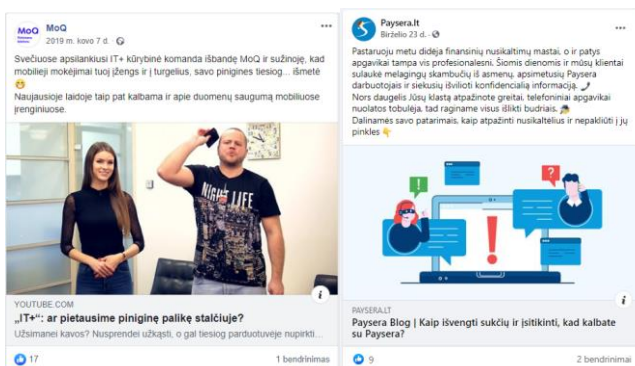 MoQ
MoQ
2019 m. kovo 7 d. ·
Svečiuose apsilankiusi IT+ kūrybinė komanda išbandę MoQ ir sužinoję, kad
mobilieji mokėjimai tuoj įžengs ir į turgelius, savo pinigines tiesiog... išmetė
Naujausioje laidoje taip pat kalbama ir apie duomenų saugumą mobiliuose
įrenginiuose.
NIGHT LIFE
YOUTUBE.COM
„IT+“: ar pietausime piniginę palikę stalčiuje?
Užsimanei kavos? Nusprendei užkąsti, o gal tiesiog parduotuvėje nupirkti...
17
1 bendrinimas
Paysera.lt
Birželio 23 d. ·
Pastaruoju metu didėja finansinių nusikaltimų mastai, o ir patys
apgavikai tampa vis profesionalesni. Šiomis dienomis ir mūsų klientai
sulaukė melagingų skambučių iš asmenų, apsimetusių Paysera
darbuotojais ir siekusių išvilioti konfidencialią informaciją.
Nors daugelis Jūsų klastą atpažinote greitai, telefoniniai apgavikai
nuolatos tobulėja, tad raginame visus išlikti budriais.
Dalinamės savo patarimais, kaip atpažinti nusikaltėlius ir nepakliūti į jų
pinkles
PAYSERA.LT
Paysera Blog | Kaip išvengti sukčių ir įsitikinti, kad kalbate
su Paysera?
9
2 bendrinimai